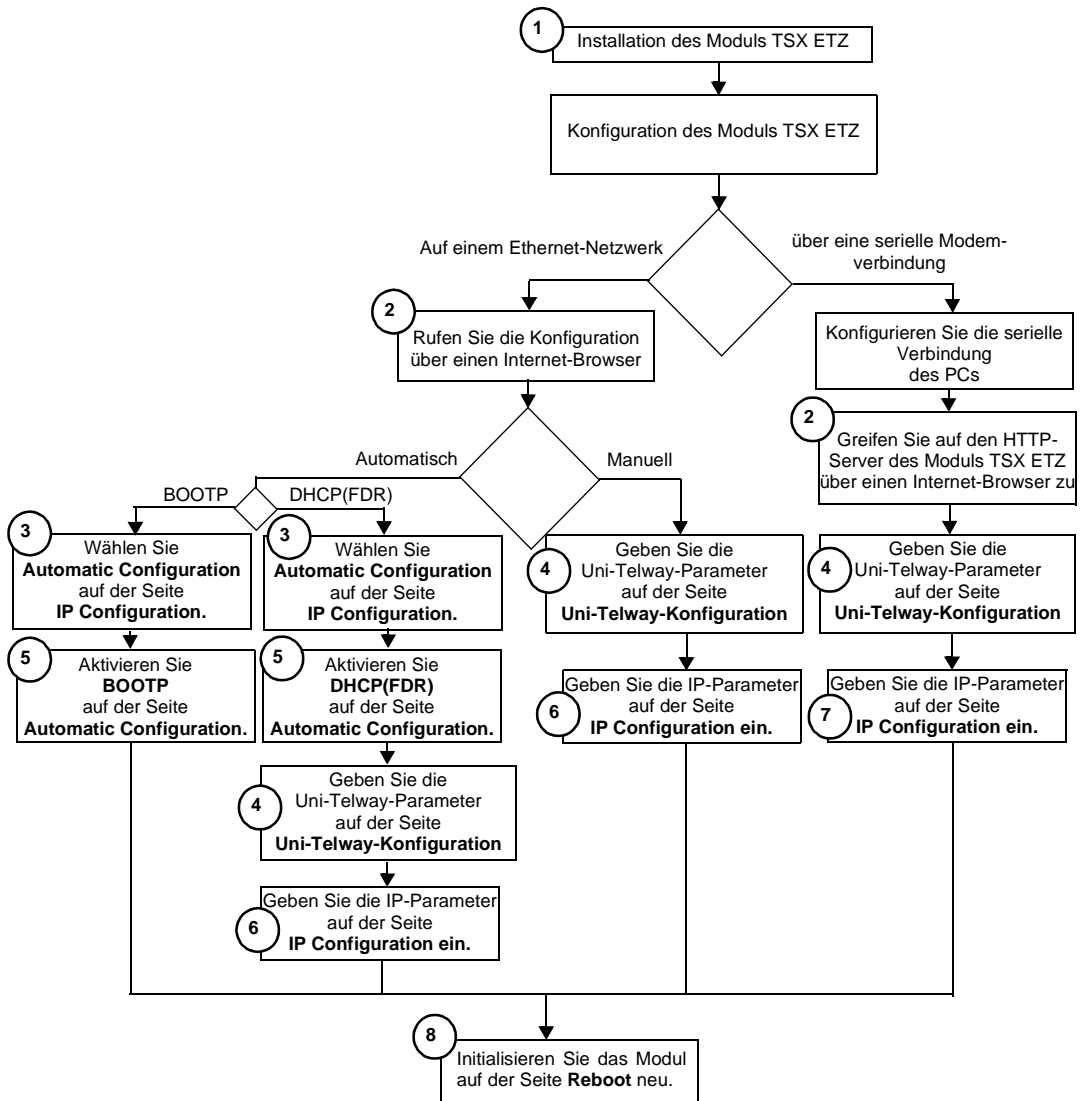 1
Installation des Moduls TSX ETZ
Konfiguration des Moduls TSX ETZ
Auf einem Ethernet-Netzwerk
über eine serielle Modem-
verbindung
2
Rufen Sie die Konfiguration
über einen Internet-Browser
Konfigurieren Sie die serielle
Verbindung
des PCs
2
Greifen Sie auf den HTTP-
Server des Moduls TSX ETZ
über einen Internet-Browser zu
Automatisch
Manuell
BOOTP
DHCP(FDR)
3
Wählen Sie
Automatic Configuration
auf der Seite
IP Configuration.
3
Wählen Sie
Automatic Configuration
auf der Seite
IP Configuration.
4
Geben Sie die
Uni-Telway-Parameter
auf der Seite
Uni-Telway-Konfiguration
4
Geben Sie die
Uni-Telway-Parameter
auf der Seite
Uni-Telway-Konfiguration
5
Aktivieren Sie
BOOTP
auf der Seite
Automatic Configuration.
5
Aktivieren Sie
DHCP(FDR)
auf der Seite
Automatic Configuration.
6
Geben Sie die IP-Parameter
auf der Seite
IP Configuration ein.
7
Geben Sie die IP-Parameter
auf der Seite
IP Configuration ein.
4
Geben Sie die
Uni-Telway-Parameter
auf der Seite
Uni-Telway-Konfiguration
6
Geben Sie die IP-Parameter
auf der Seite
IP Configuration ein.
8
Initialisieren Sie das Modul
auf der Seite Reboot neu.